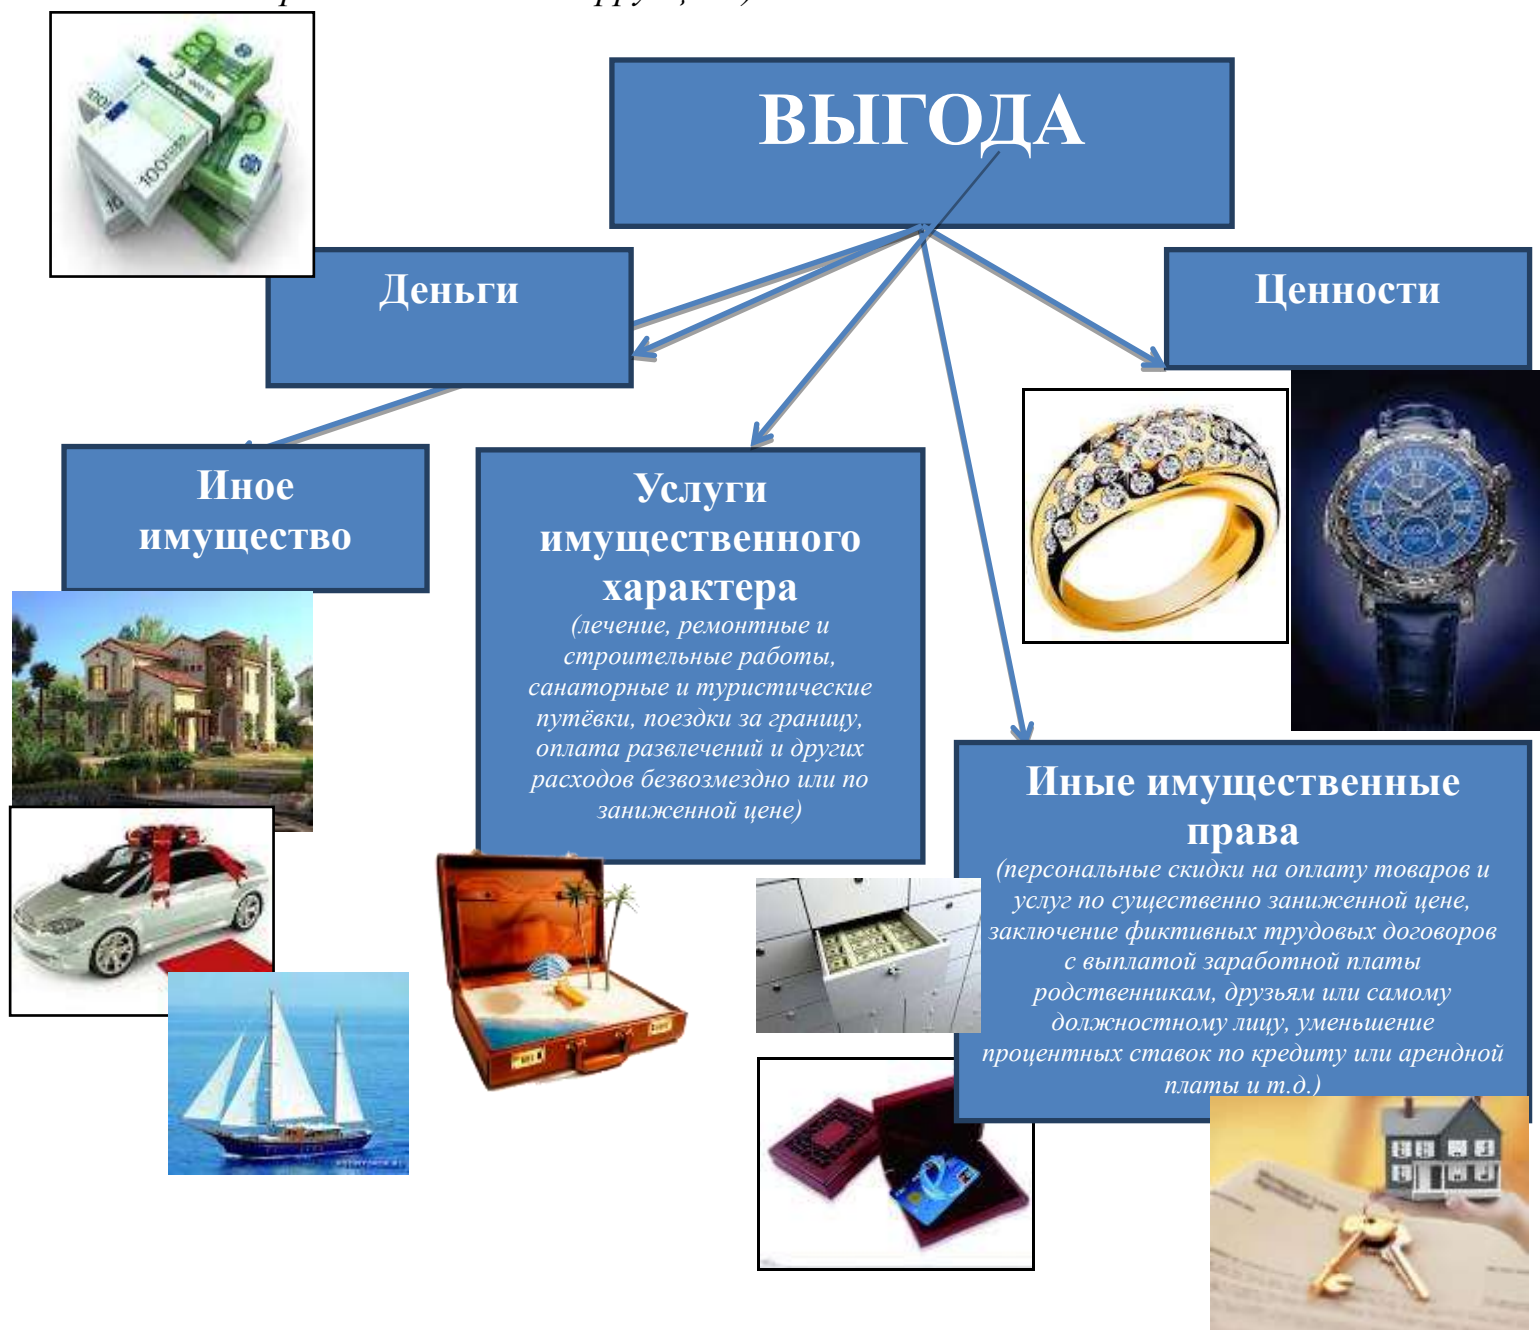 ВЫГОДА
Деньги
Ценности
Иное
имущество
Услуги
имущественного
характера
(лечение, ремонтные и
строительные работы,
санаторные и туристические
путёвки, поездки за границу,
оплата развлечений и других
расходов безвозмездно или по
заниженной цене)
Иные имущественные
права
(персональные скидки на оплату товаров и
услуг по существенно заниженной цене,
заключение фиктивных трудовых договоров
с выплатой заработной платы
родственникам, друзьям или самому
должностному лицу, уменьшение
процентных ставок по кредиту или арендной
платы и т.д.)
100
100
100